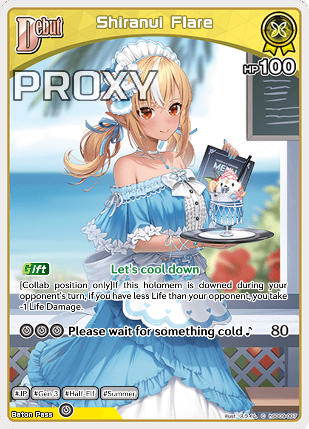 Debut
Shiranui Flare
HP100
PROXY
MENU
Gift
Let's cool down
[Collab position only]If this holomem is downed during your
opponent's turn, if you have less Life than your opponent, you take
-1 Life Damage.
Please wait for something cold♪ 80
#JP #Gen 3 #Half-Elf #Summer
Baton Pass
illust.
C